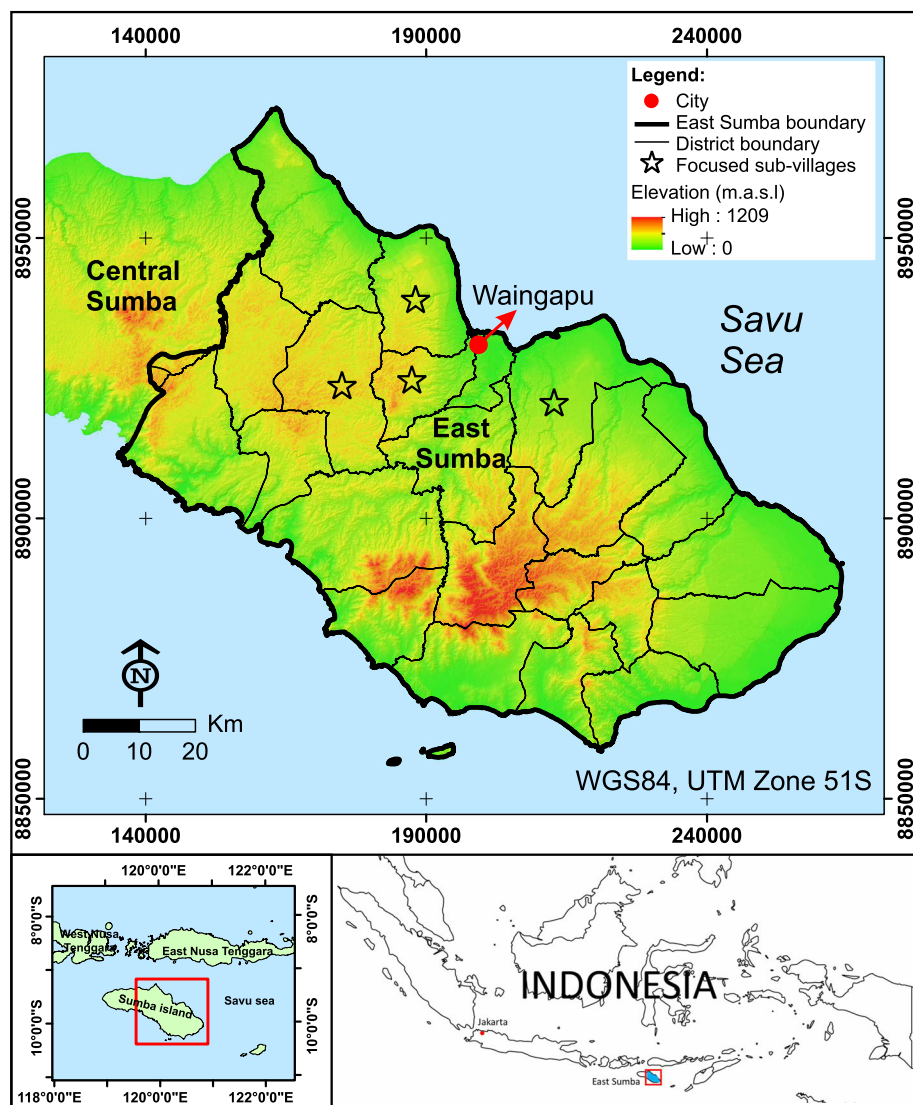 140000
190000
240000
Legend:
City
East Sumba boundary
District boundary
Focused sub-villages
Elevation (m.a.s.l)
High : 1209
Low : 0
8950000
8950000
Central
Sumba
Waingapu
Savu
Sea
East
Sumba
8900000
8900000
N
Km
0 10 20
WGS84, UTM Zone 51S
8850000
8850000
140000
190000
240000
120°0'0"E
122°0'0"E
8°0'0"S
8°0'0"S
West Nusa
Tenggara
East Nusa Tenggara
Sumba island
Savu sea
10°0'0"S
10°0'0"S
118°0'0"E
120°0'0"E
122°0'0"E
INDONESIA
Jakarta
East Sumba